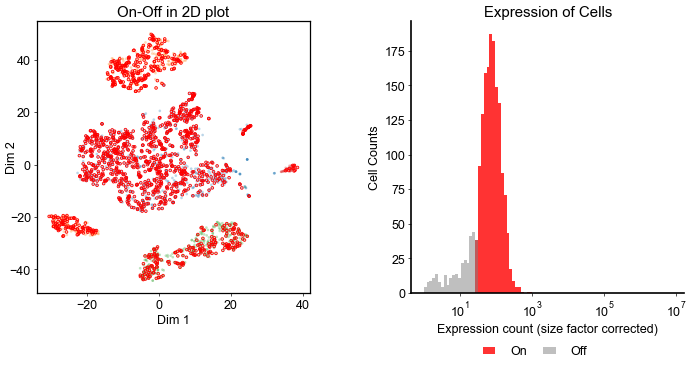 On-Off in 2D plot
Dim 2
40
20
0
−20
−40
−20
0
20
40
Dim 1
Expression of Cells
Cell Counts
175
150
125
100
75
50
25
0
10^1
10^3
10^5
10^7
Expression count (size factor corrected)
On
Off